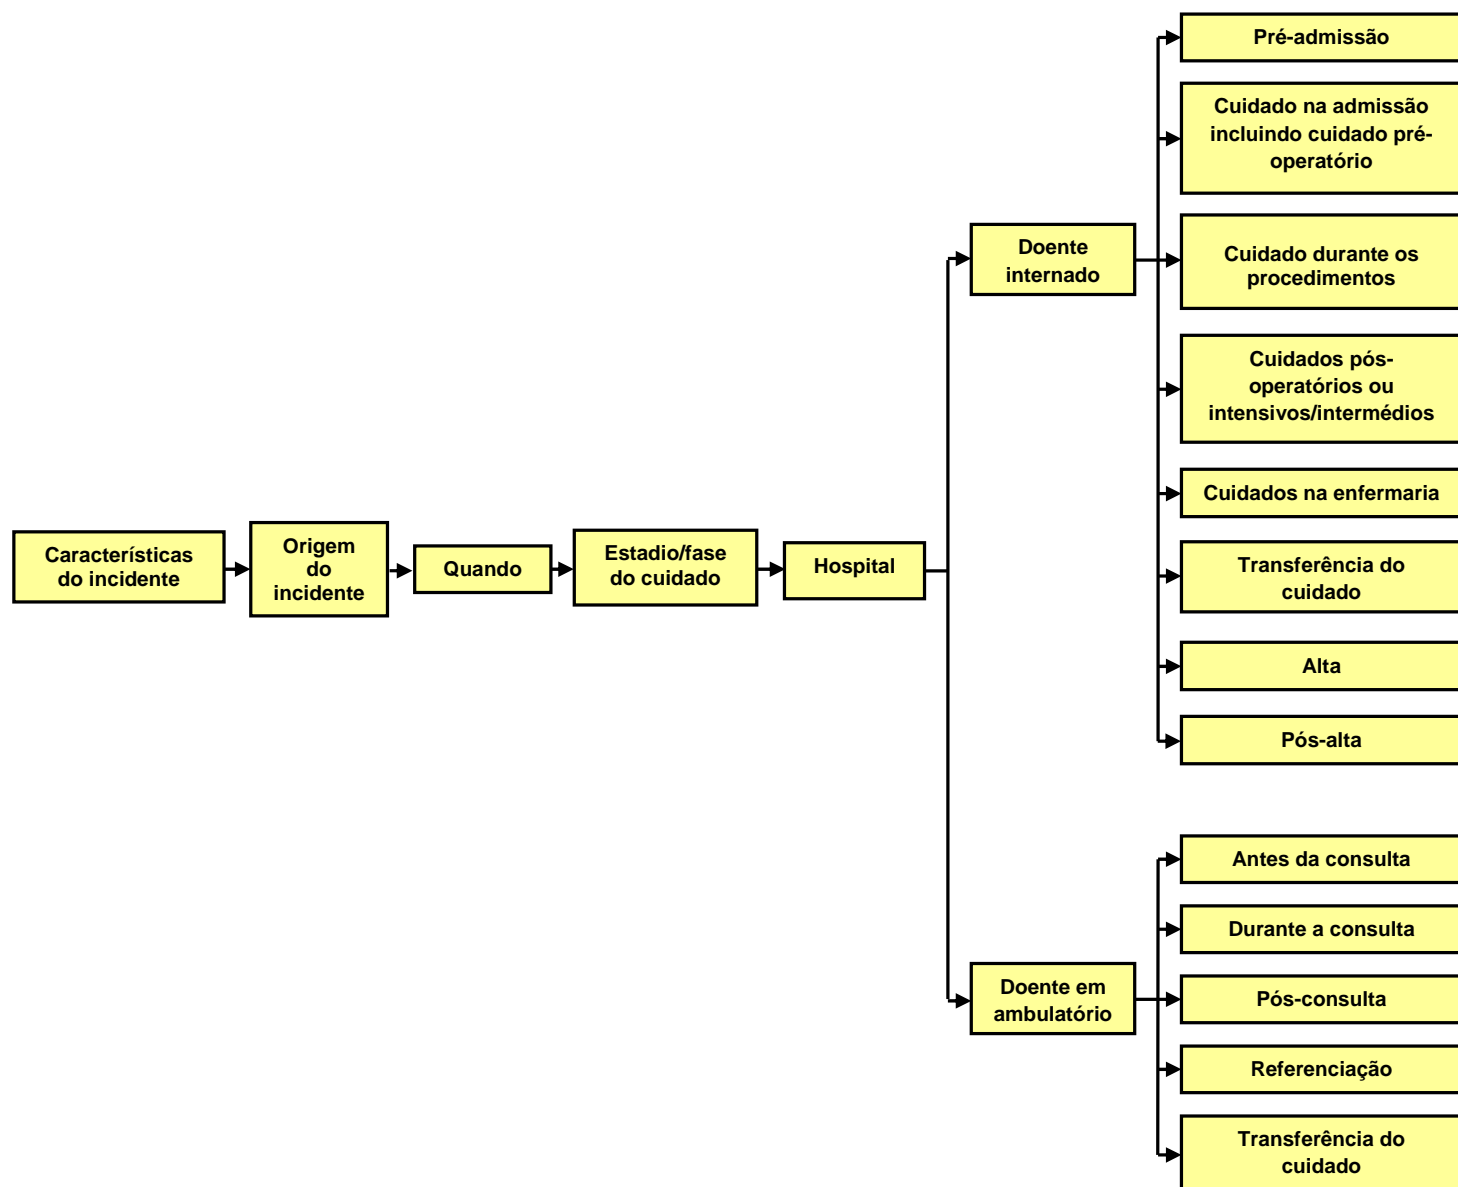 Características
do incidente
Origem
do
incidente
Quando
Estadio/fase
do cuidado
Hospital
Doente
internado
Pré-admissão
Cuidado na admissão
incluindo cuidado pré-
operatório
Cuidado durante os
procedimentos
Cuidados pós-
operatórios ou
intensivos/intermédios
Cuidados na enfermaria
Transferência do
cuidado
Alta
Pós-alta
Doente em
ambulatório
Antes da consulta
Durante a consulta
Pós-consulta
Referenciação
Transferência do
cuidado